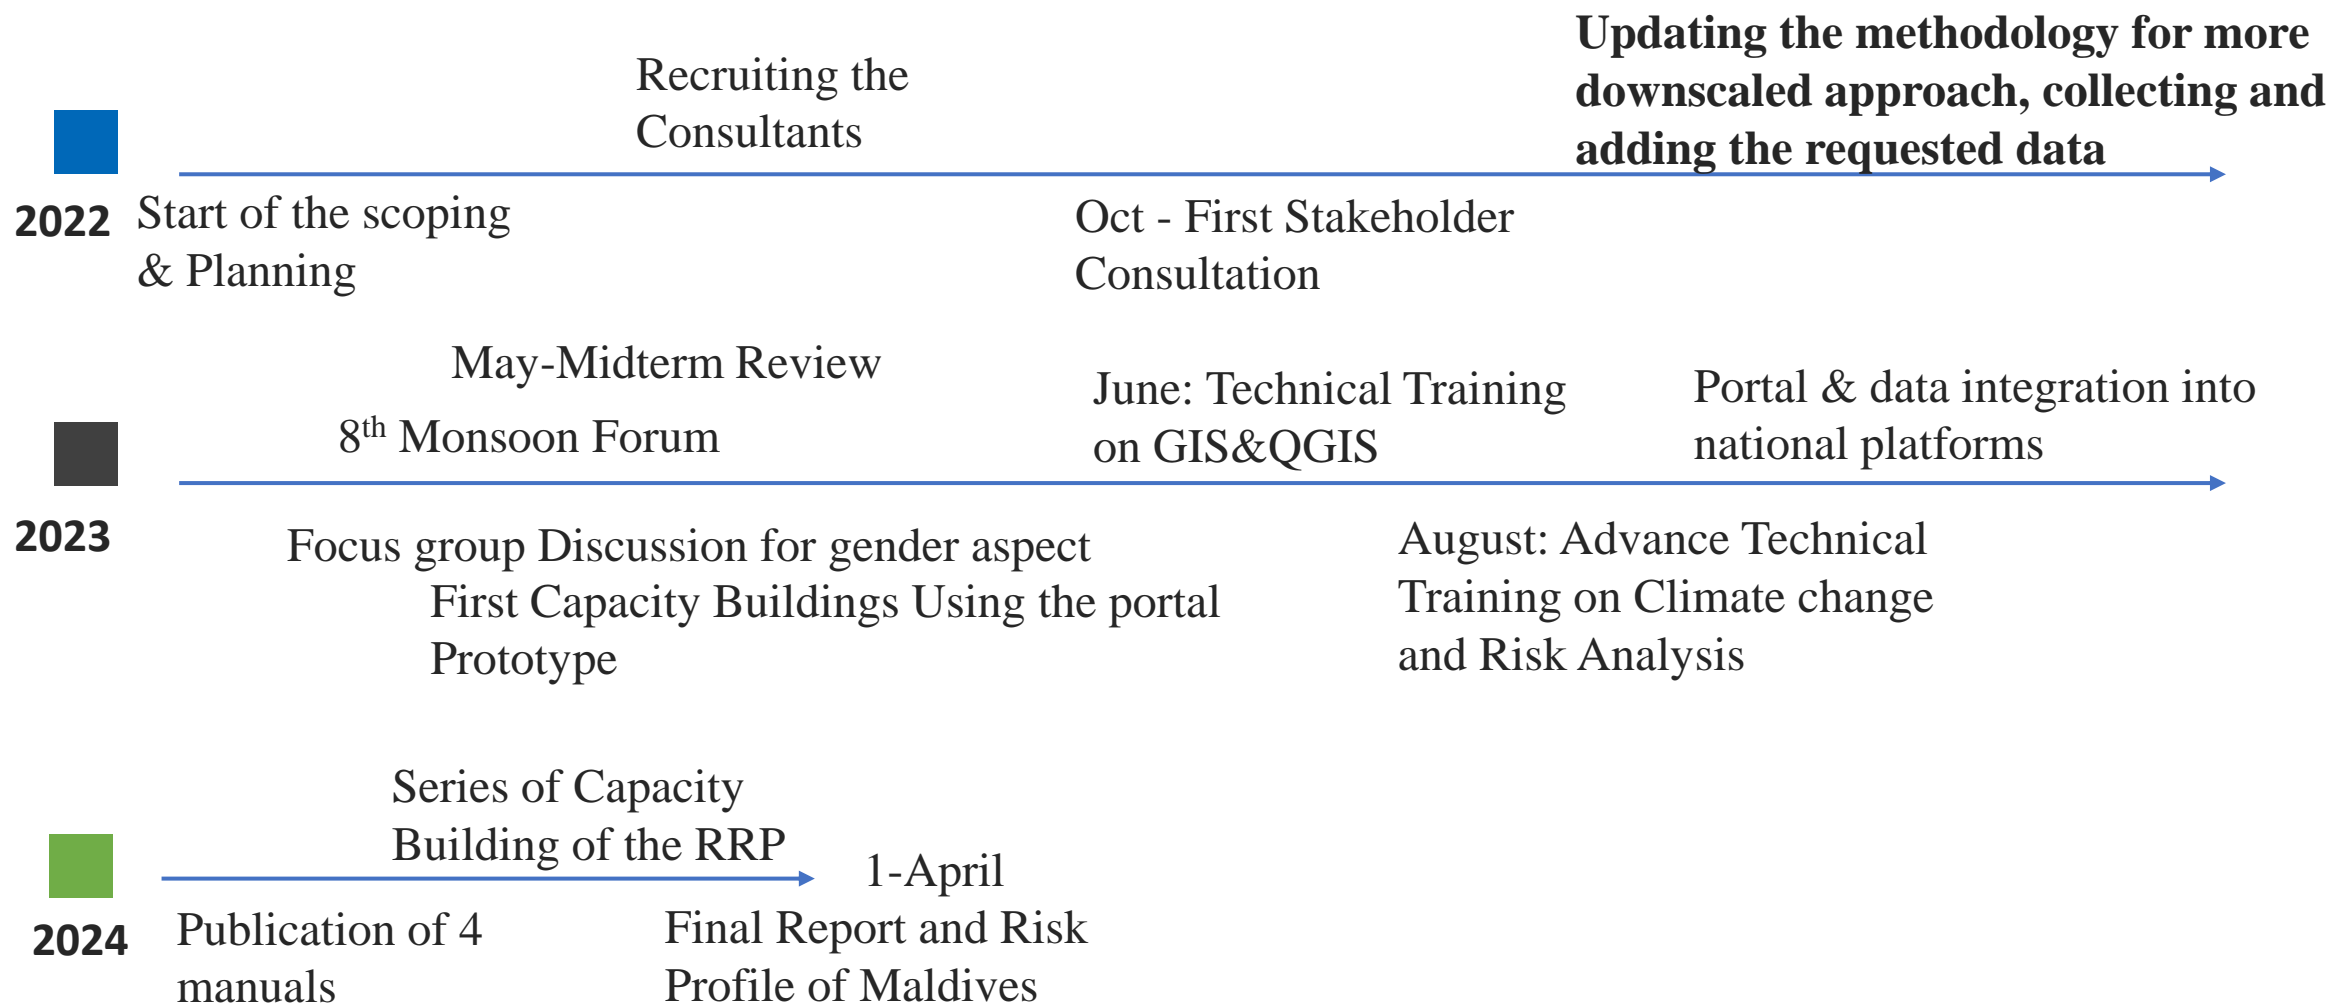 Updating the methodology for more
downscaled approach, collecting and
adding the requested data
Recruiting the
Consultants
2022
Start of the scoping
& Planning
Oct - First Stakeholder
Consultation
May-Midterm Review
8th Monsoon Forum
June: Technical Training
on GIS&QGIS
Portal & data integration into
national platforms
2023
Focus group Discussion for gender aspect
First Capacity Buildings Using the portal
Prototype
August: Advance Technical
Training on Climate change
and Risk Analysis
Series of Capacity
Building of the RRP
1-April
2024
Publication of 4
manuals
Final Report and Risk
Profile of Maldives